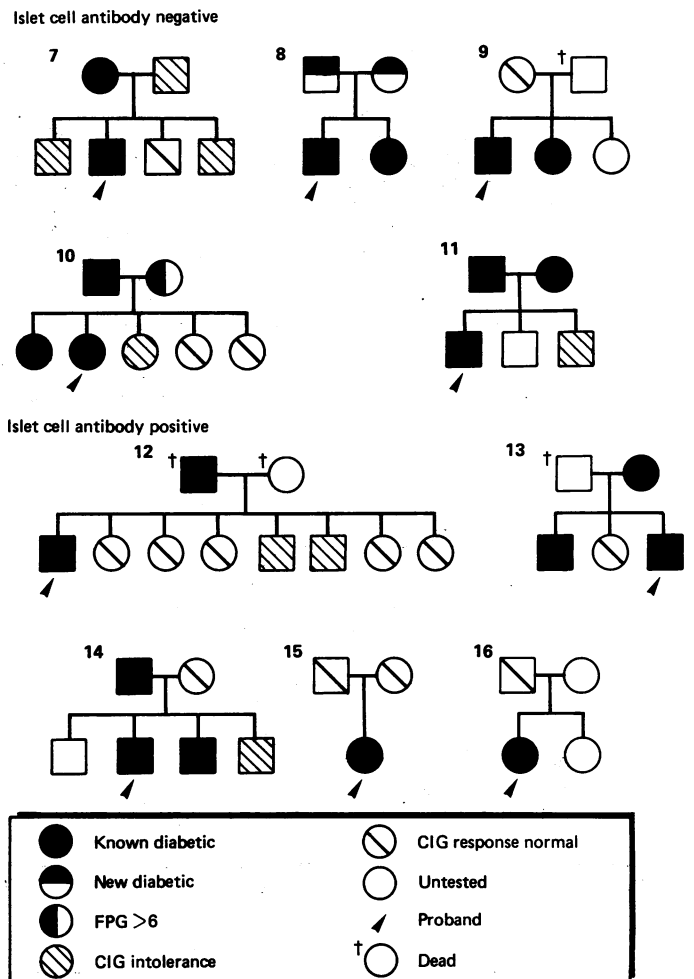 Islet cell antibody negative
7 8 † 9
10 11
Islet cell antibody positive
† 12 † † 13
14 15 16
Known diabetic CIG response normal
New diabetic Untested
FPG >6 Proband
CIG intolerance † Dead